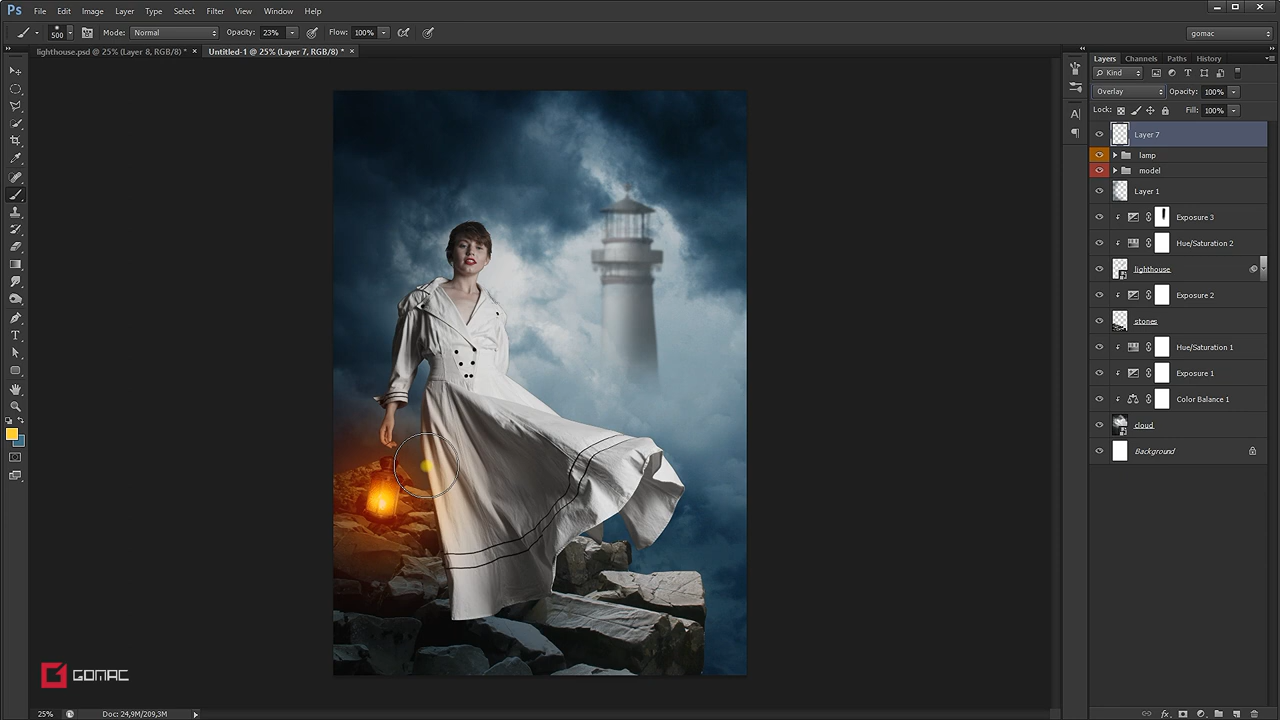 Ps File Edit Image Layer Type Select Filter View Window Help
500 Mode: Normal Opacity: 23% Flow: 100% gomac
lighthouse.psd @ 25% (Layer 8, RGB/8) * × Untitled-1 @ 25% (Layer 7, RGB/8) * ×
Layers Channels Paths History
Kind
Overlay Opacity: 100%
Lock: Fill: 100%
Layer 7
lamp
model
Layer 1
Exposure 3
Hue/Saturation 2
lighthouse
Exposure 2
stones
Hue/Saturation 1
Exposure 1
Color Balance 1
cloud
Background
GOMAC
25% Doc: 24,9M/209,3M